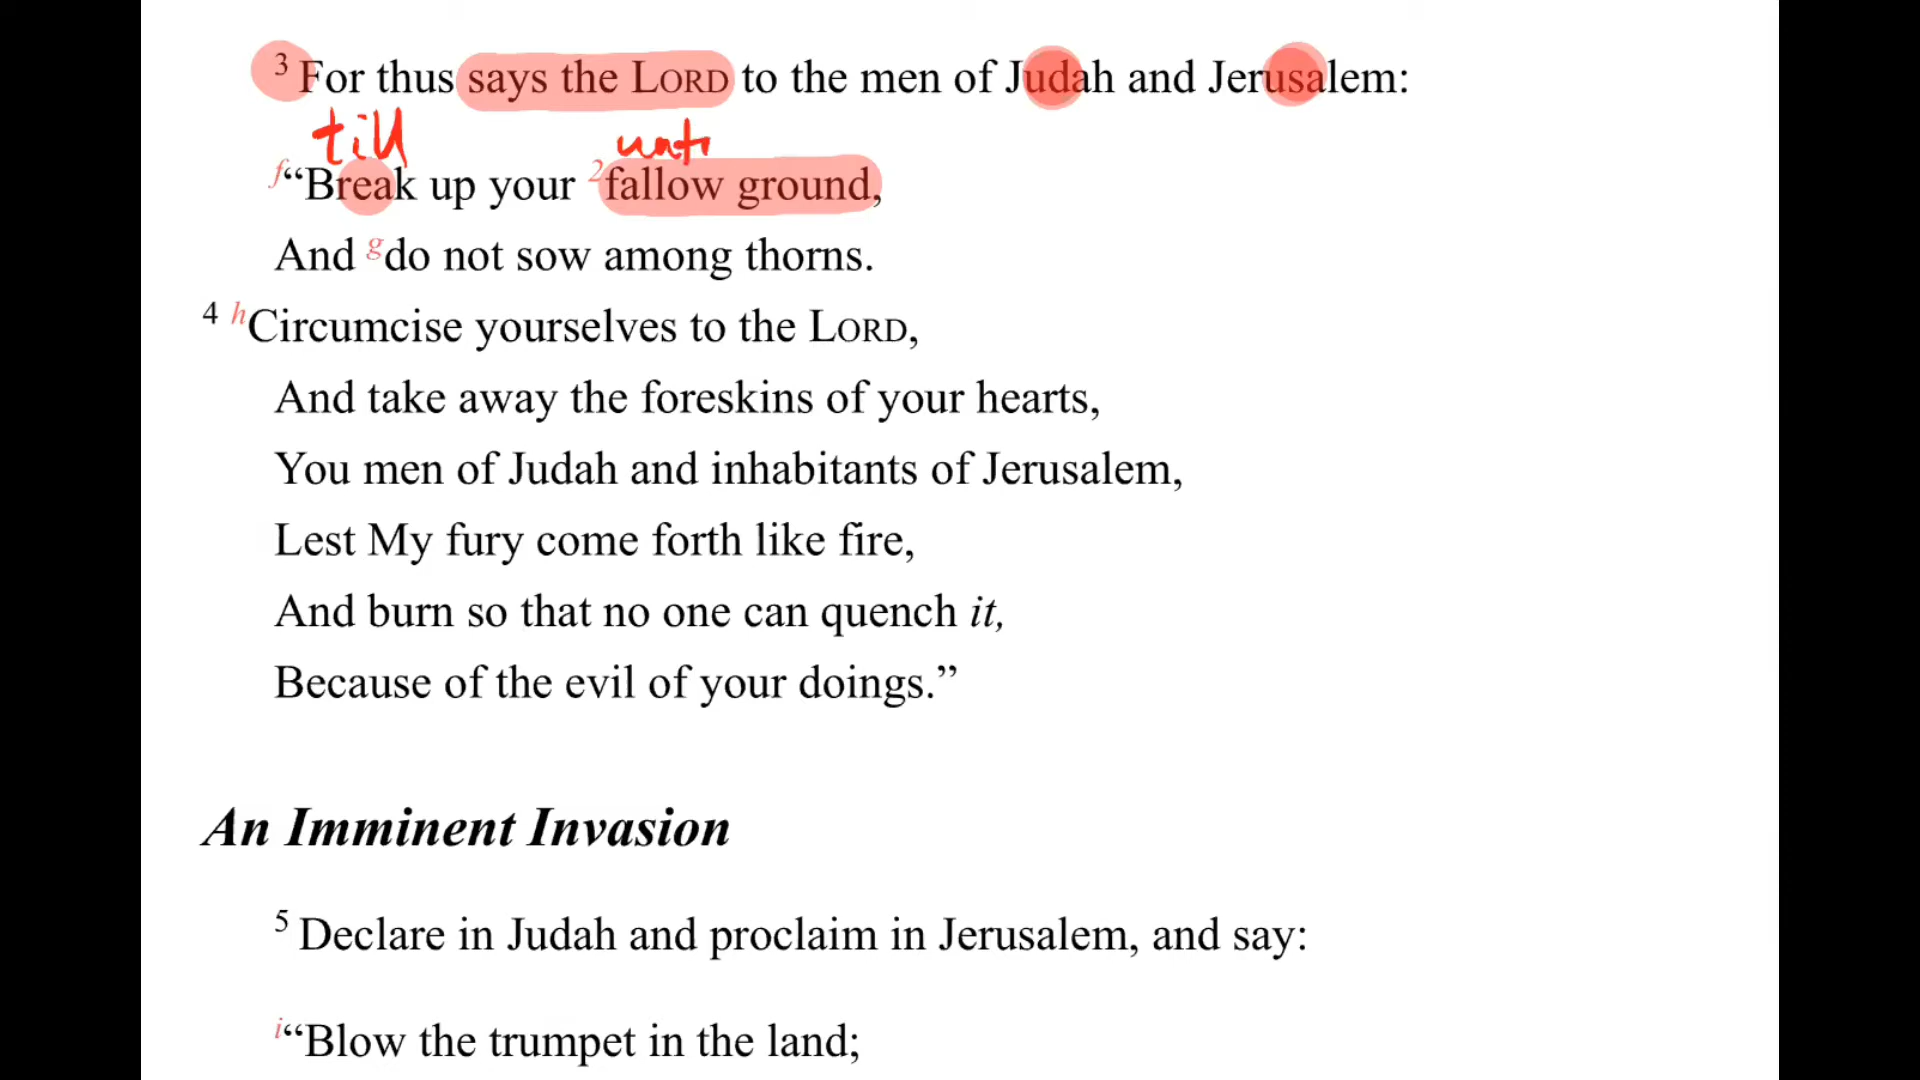 3 For thus says the LORD to the men of Judah and Jerusalem:
till
f“Break up your 2fallow ground,
And gdo not sow among thorns.
4 hCircumcise yourselves to the LORD,
And take away the foreskins of your hearts,
You men of Judah and inhabitants of Jerusalem,
Lest My fury come forth like fire,
And burn so that no one can quench it,
Because of the evil of your doings.”
An Imminent Invasion
5 Declare in Judah and proclaim in Jerusalem, and say:
i“Blow the trumpet in the land;